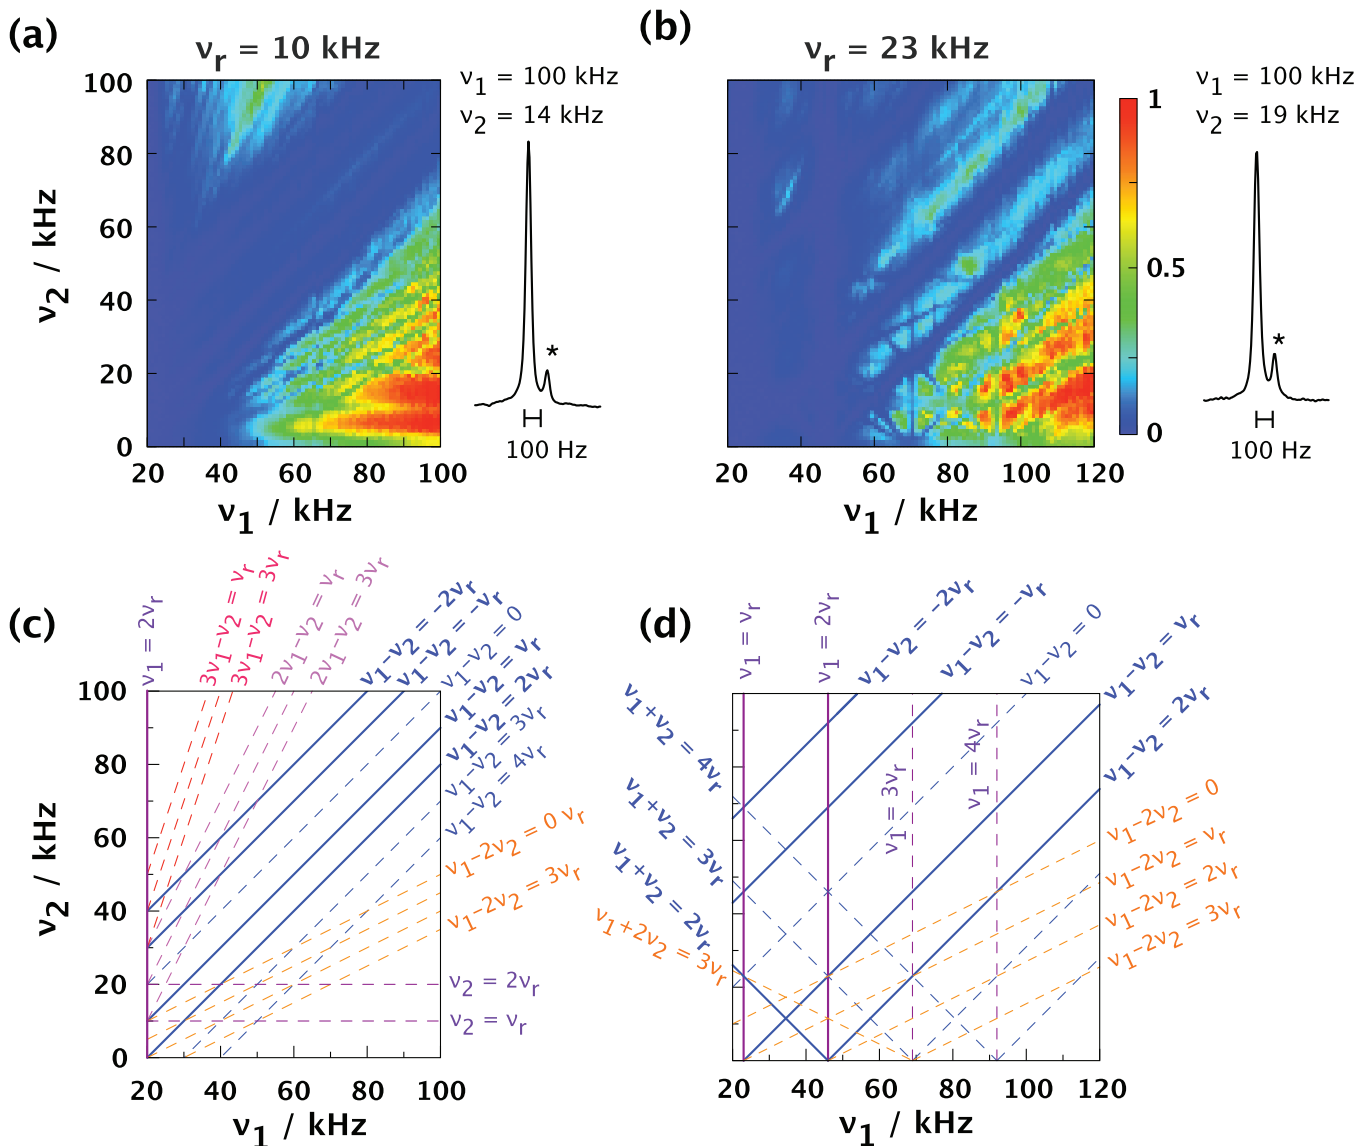 (a)
ν_r = 10 kHz
ν_1 = 100 kHz
ν_2 = 14 kHz
100
80
60
40
20
0
ν_2 / kHz
20 40 60 80 100
ν_1 / kHz
*
100 Hz
(b)
ν_r = 23 kHz
1
0.5
0
ν_1 = 100 kHz
ν_2 = 19 kHz
20 40 60 80 100 120
ν_1 / kHz
*
100 Hz
(c)
ν_1 = 2ν_r
3ν_1-ν_2 = ν_r
3ν_1-ν_2 = 3ν_r
2ν_1-ν_2 = ν_r
2ν_1-ν_2 = 3ν_r
ν_1-ν_2 = -2ν_r
ν_1-ν_2 = -ν_r
ν_1-ν_2 = 0
ν_1-ν_2 = ν_r
ν_1-ν_2 = 2ν_r
ν_1-ν_2 = 3ν_r
ν_1-ν_2 = 4ν_r
ν_1-2ν_2 = 0 ν_r
ν_1-2ν_2 = 3ν_r
ν_2 = 2ν_r
ν_2 = ν_r
100
80
60
40
20
0
ν_2 / kHz
20 40 60 80 100
ν_1 / kHz
(d)
ν_1 = ν_r
ν_1 = 2ν_r
ν_1-ν_2 = -2ν_r
ν_1-ν_2 = -ν_r
ν_1-ν_2 = 0
ν_1-ν_2 = ν_r
ν_1-ν_2 = 2ν_r
ν_1+ν_2 = 4ν_r
ν_1+ν_2 = 3ν_r
ν_1+ν_2 = 2ν_r
ν_1+2ν_2 = 3ν_r
ν_1 = 3ν_r
ν_1 = 4ν_r
ν_1-2ν_2 = 0
ν_1-2ν_2 = ν_r
ν_1-2ν_2 = 2ν_r
ν_1-2ν_2 = 3ν_r
20 40 60 80 100 120
ν_1 / kHz